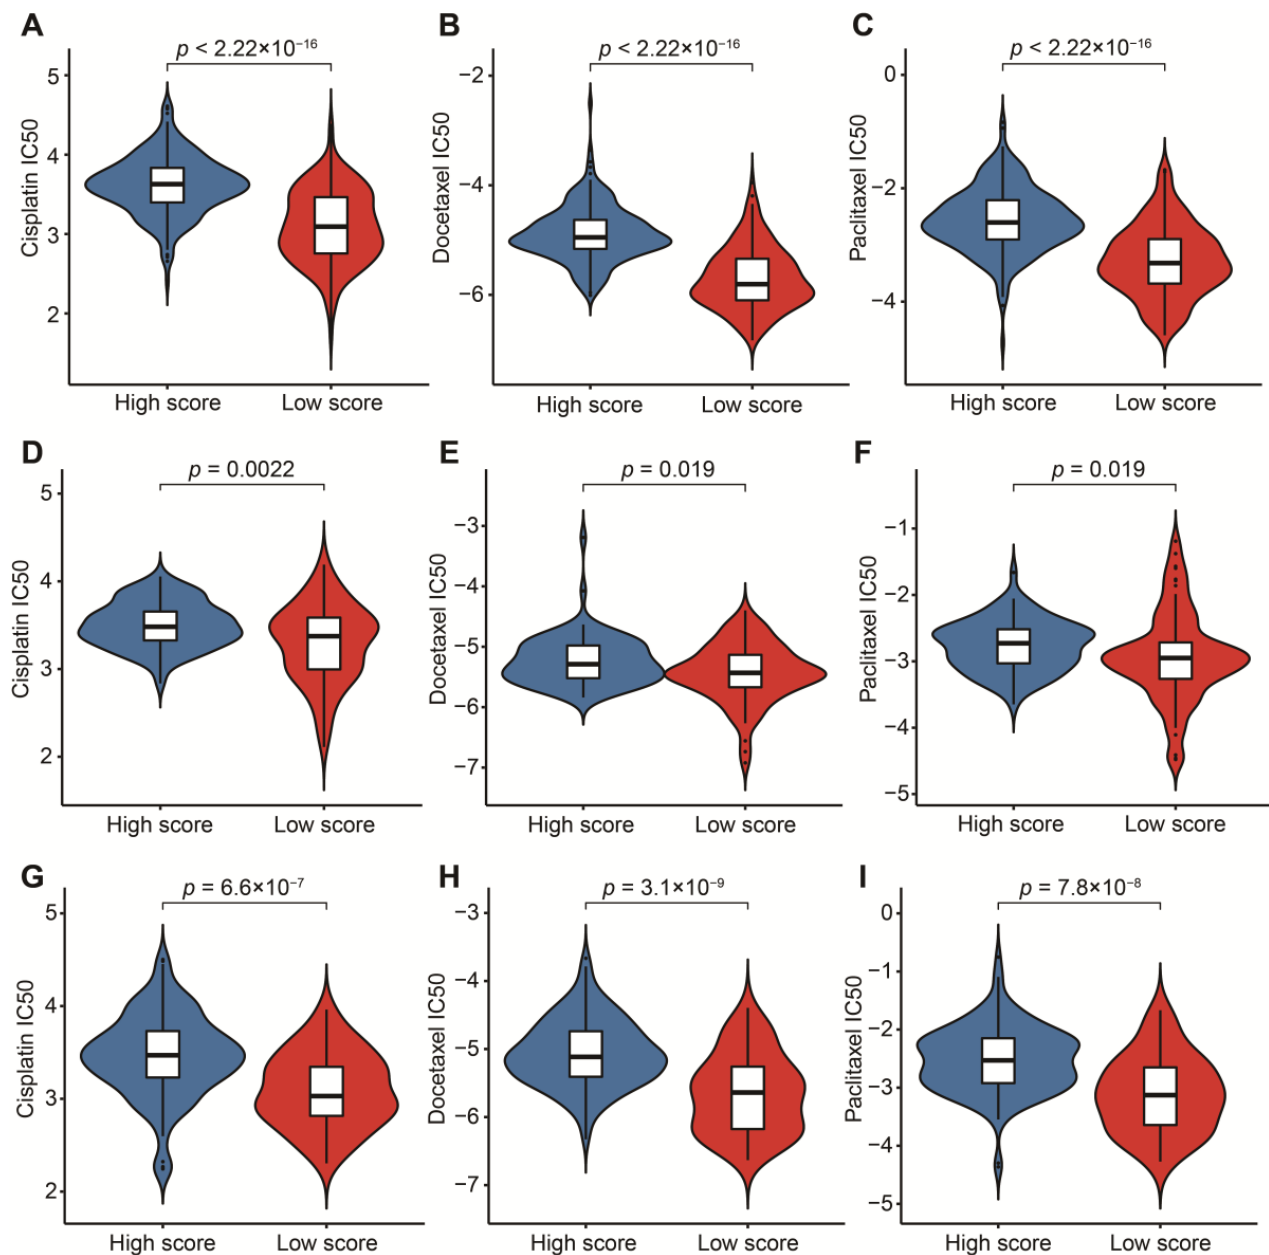 A
p < 2.22×10⁻¹⁶
Cisplatin IC50
5
4
3
2
High score
Low score
B
p < 2.22×10⁻¹⁶
Docetaxel IC50
−2
−4
−6
High score
Low score
C
p < 2.22×10⁻¹⁶
Paclitaxel IC50
0
−2
−4
High score
Low score
D
p = 0.0022
Cisplatin IC50
5
4
3
2
High score
Low score
E
p = 0.019
Docetaxel IC50
−3
−4
−5
−6
−7
High score
Low score
F
p = 0.019
Paclitaxel IC50
−1
−2
−3
−4
−5
High score
Low score
G
p = 6.6×10⁻⁷
Cisplatin IC50
5
4
3
2
High score
Low score
H
p = 3.1×10⁻⁹
Docetaxel IC50
−3
−4
−5
−6
−7
High score
Low score
I
p = 7.8×10⁻⁸
Paclitaxel IC50
0
−1
−2
−3
−4
−5
High score
Low score